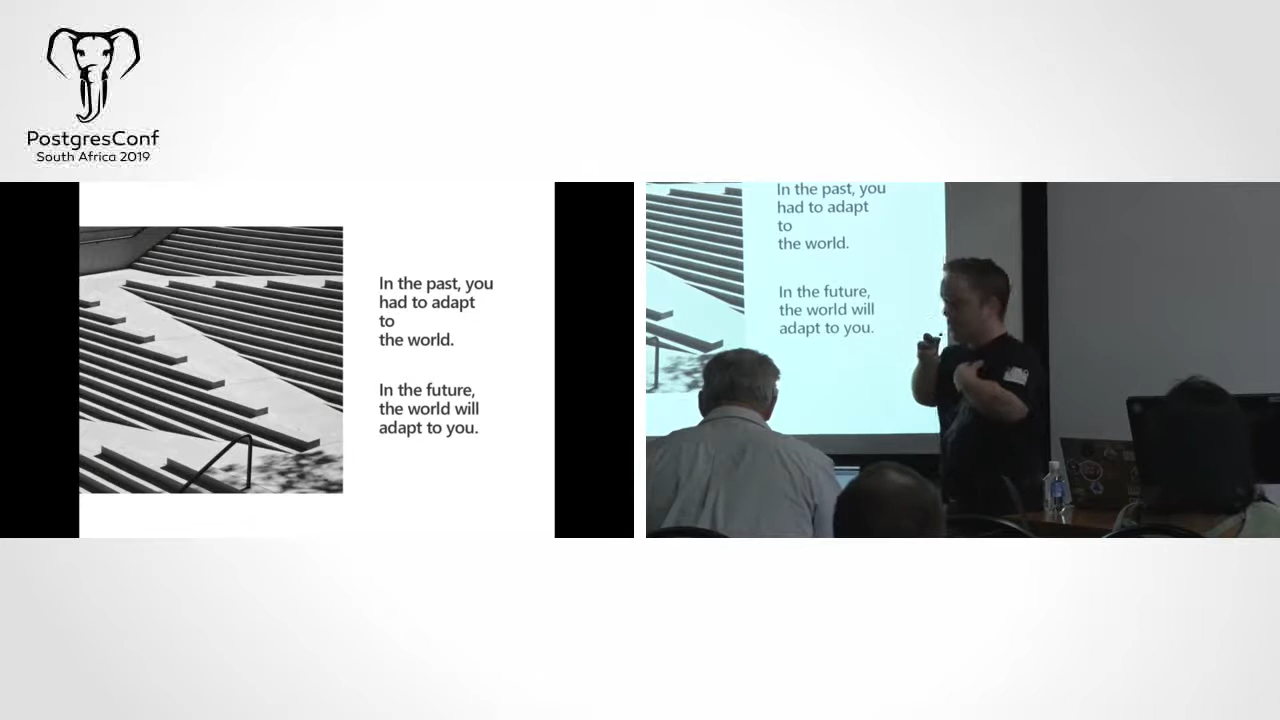 PostgresConf
South Africa 2019
In the past, you
had to adapt
to
the world.
In the future,
the world will
adapt to you.
In the past, you
had to adapt
to
the world.
In the future,
the world will
adapt to you.